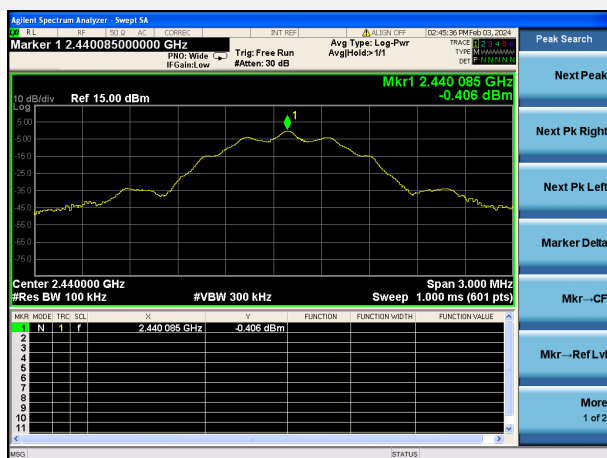 Agilent Spectrum Analyzer - Swept SA
LXI RL RF 50 Ω AC CORREC INT REF ALIGN OFF 02:45:36 PM Feb 03, 2024
Marker 1 2.440085000000 GHz
PNO: Wide
IFGain:Low
Trig: Free Run
#Atten: 30 dB
Avg Type: Log-Pwr
Avg|Hold:>1/1
TRACE 1 2 3 4 5 6
TYPE MWWWWW
DET P NNNNN
Peak Search
Mkr1 2.440 085 GHz
-0.406 dBm
10 dB/div Ref 15.00 dBm
Log
1
5.00
-5.00
-15.0
-25.0
-35.0
-45.0
-55.0
-65.0
-75.0
Center 2.440000 GHz Span 3.000 MHz
#Res BW 100 kHz #VBW 300 kHz Sweep 1.000 ms (601 pts)
MKR MODE TRC SCL X Y FUNCTION FUNCTION WIDTH FUNCTION VALUE
1 N 1 f 2.440 085 GHz -0.406 dBm
2
3
4
5
6
7
8
9
10
11
MSG STATUS
Next Peak
Next Pk Right
Next Pk Left
Marker Delta
Mkr→CF
Mkr→Ref Lvl
More
1 of 2